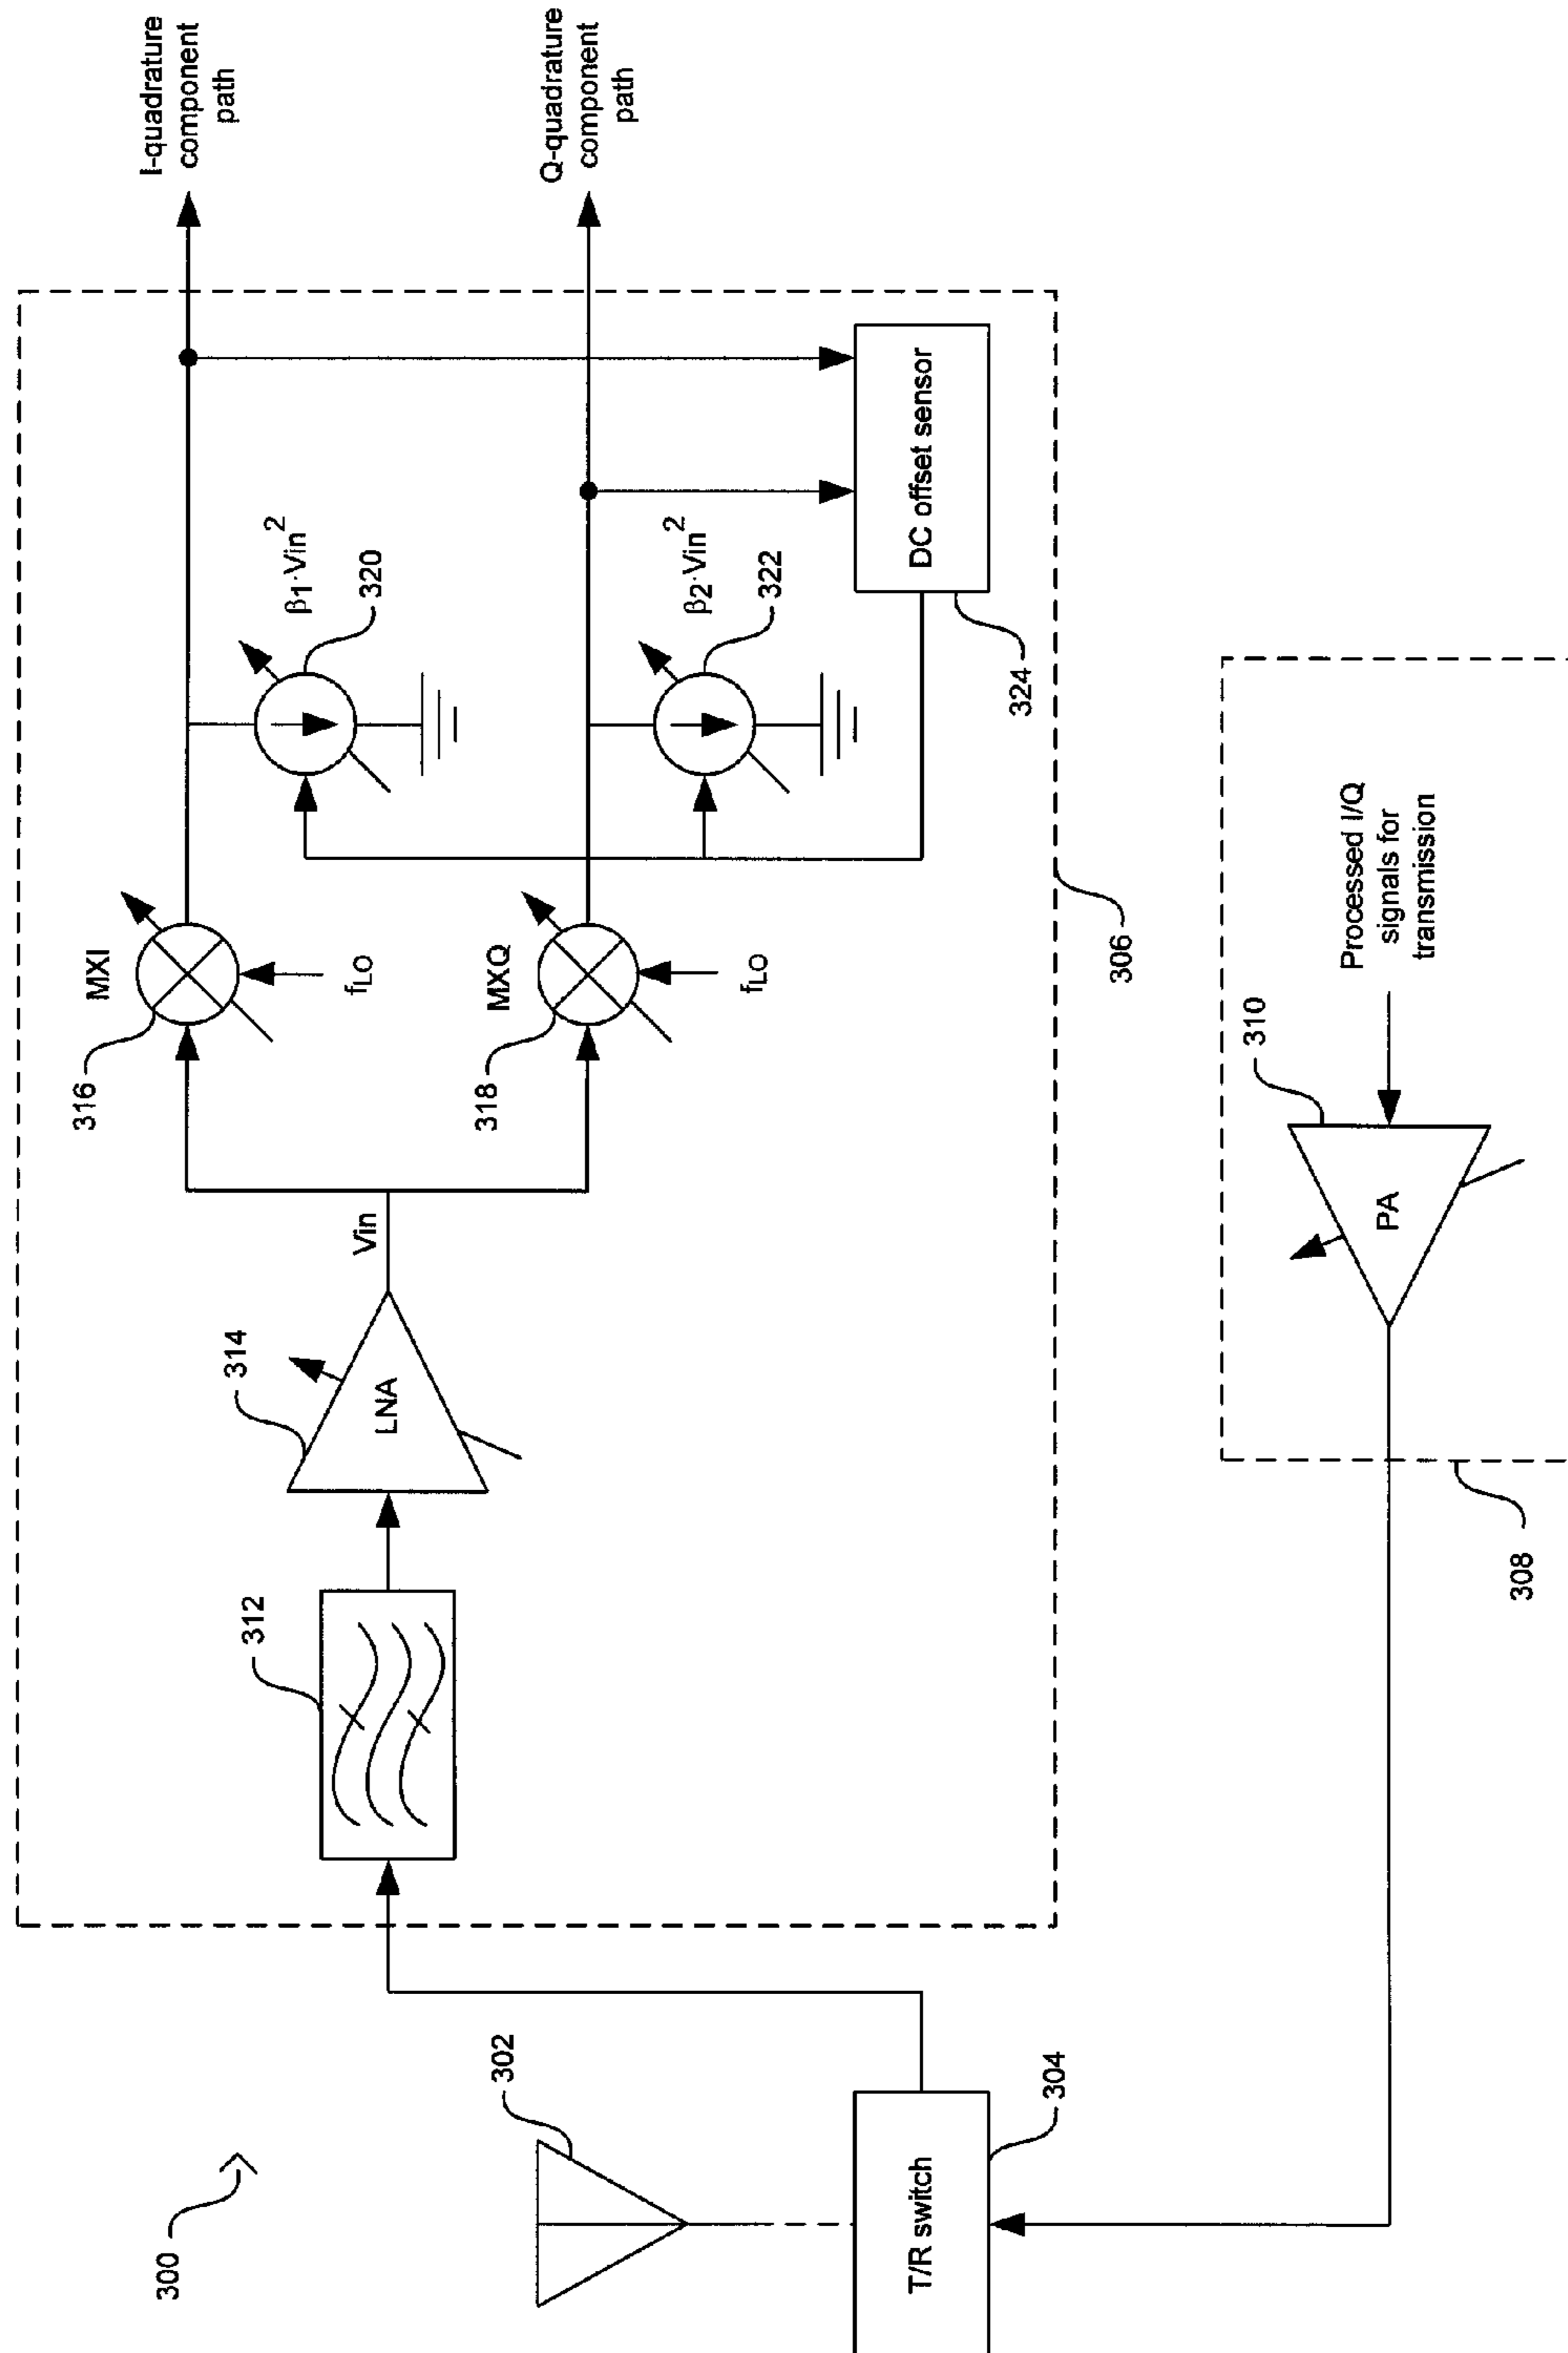 300
302
T/R switch
304
306
312
314
LNA
Vin
316
MXI
fLO
318
MXQ
fLO
β1·Vin²
320
β2·Vin²
322
DC offset sensor
324
I-quadrature
component
path
Q-quadrature
component
path
308
310
PA
Processed I/Q
signals for
transmission